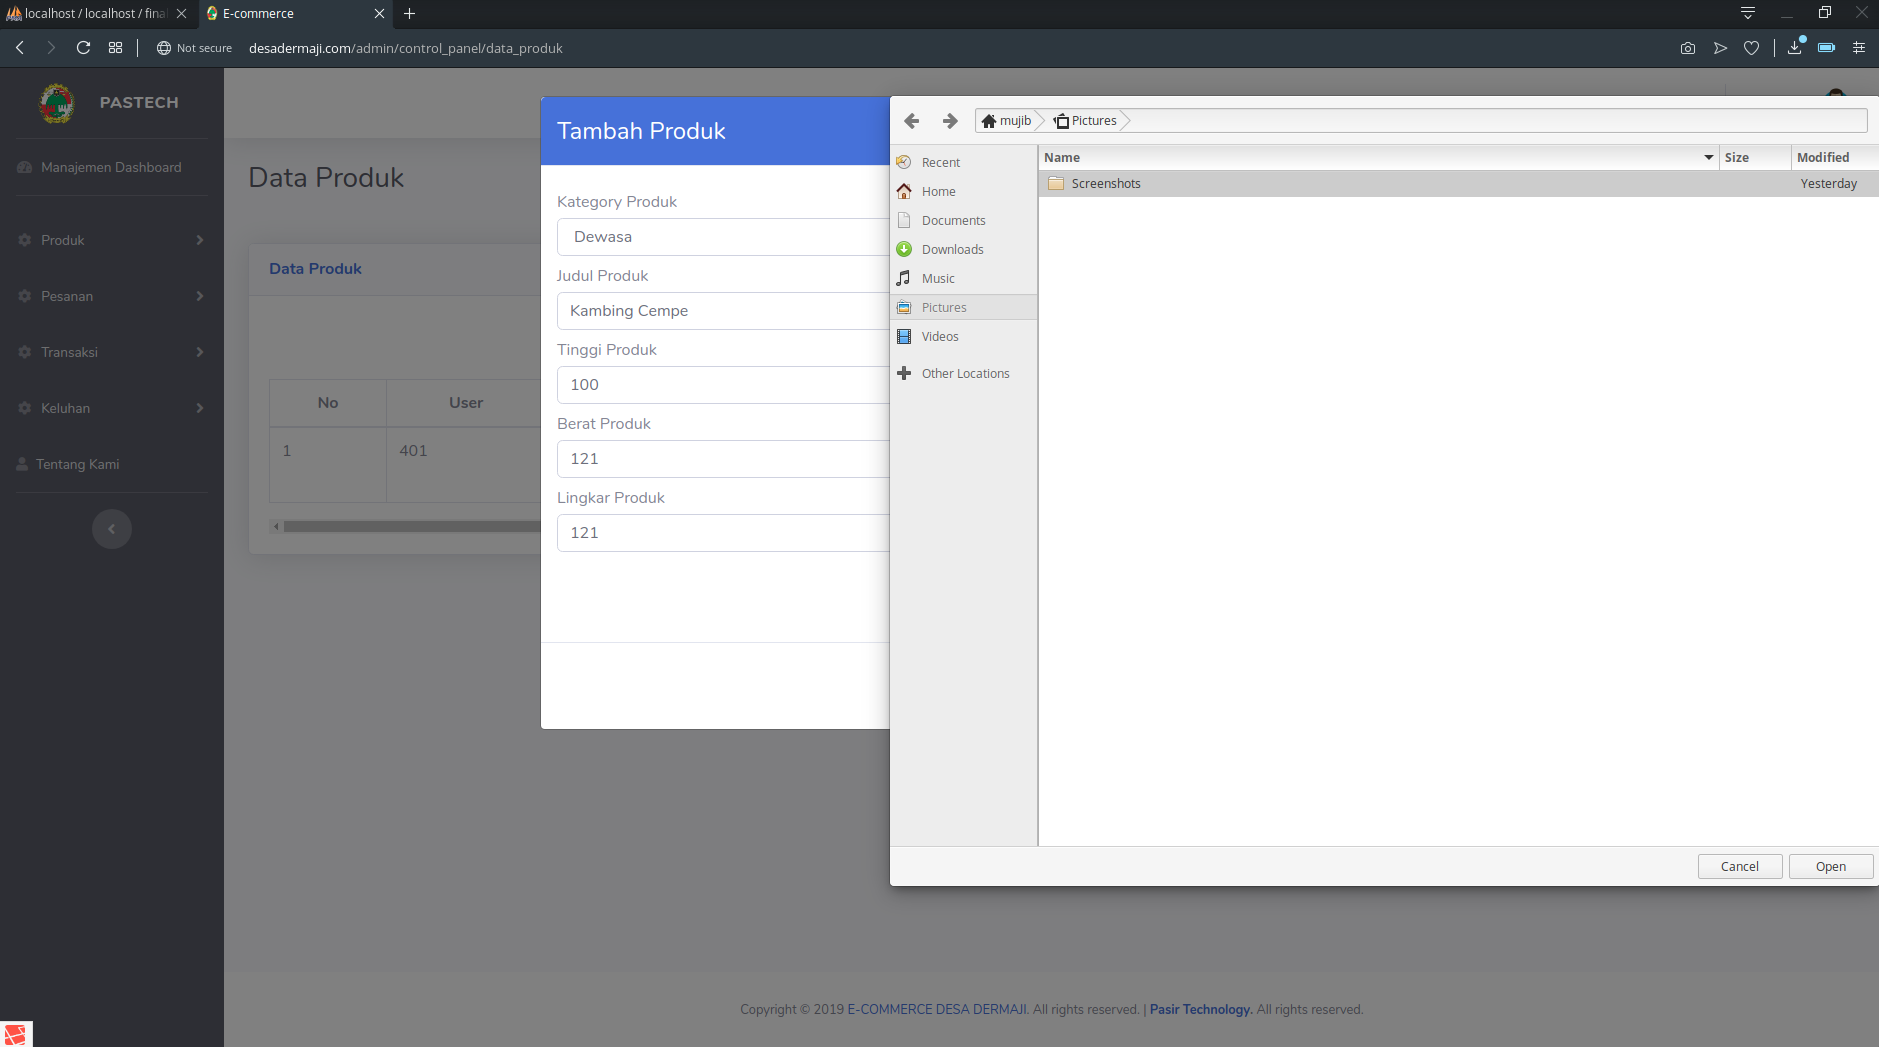 localhost / localhost / fina
E-commerce
Not secure
desadermaji.com/admin/control_panel/data_produk
PASTECH
Manajemen Dashboard
Produk
Pesanan
Transaksi
Keluhan
Tentang Kami
Data Produk
Data Produk
No
User
1
401
Tambah Produk
Kategory Produk
Dewasa
Judul Produk
Kambing Cempe
Tinggi Produk
100
Berat Produk
121
Lingkar Produk
121
mujib
Pictures
Recent
Home
Documents
Downloads
Music
Pictures
Videos
Other Locations
Name
Size
Modified
Screenshots
Yesterday
Cancel
Open
Copyright © 2019 E-COMMERCE DESA DERMAJI. All rights reserved. | Pasir Technology. All rights reserved.